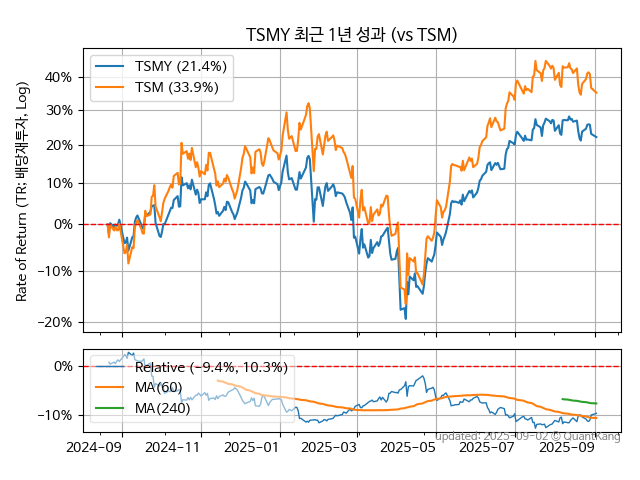 TSMY 최근 1년 성과 (vs TSM)
Rate of Return (TR: 배당재투자, Log)
TSMY (21.4%)
TSM (33.9%)
40%
30%
20%
10%
0%
−10%
−20%
Relative (−9.4%, 10.3%)
MA(60)
MA(240)
0%
−10%
2024−09
2024−11
2025−01
2025−03
2025−05
2025−07
2025−09
updated: 2025−09−02 © QuantKang